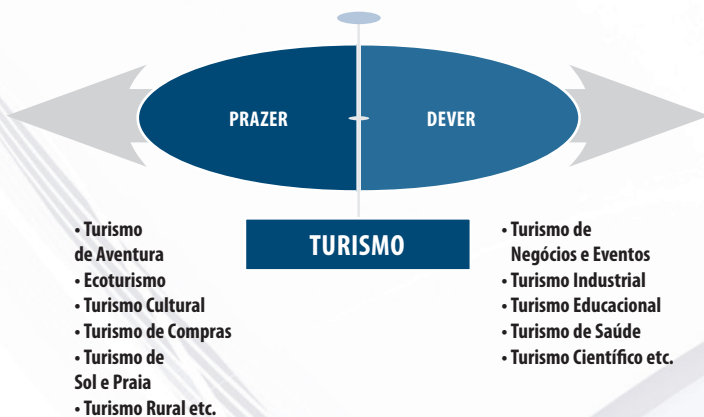 PRAZER
DEVER
TURISMO
• Turismo
de Aventura
• Ecoturismo
• Turismo Cultural
• Turismo de Compras
• Turismo de
Sol e Praia
• Turismo Rural etc.
• Turismo de
Negócios e Eventos
• Turismo Industrial
• Turismo Educacional
• Turismo de Saúde
• Turismo Científico etc.